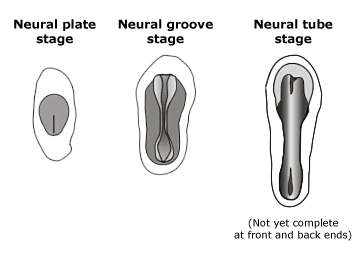 Neural plate
stage
Neural groove
stage
Neural tube
stage
(Not yet complete
at front and back ends)